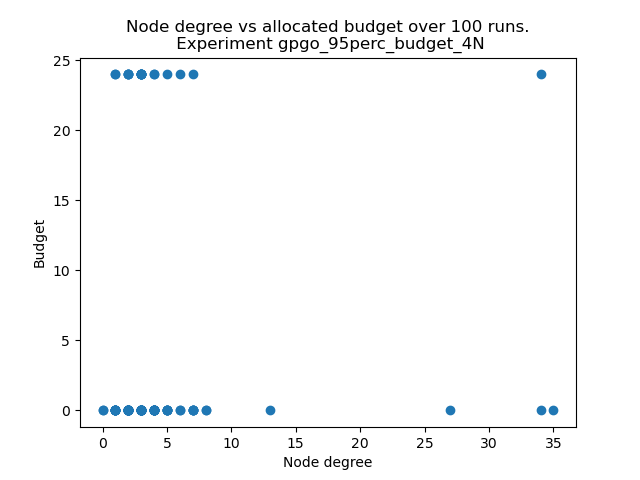 Node degree vs allocated budget over 100 runs.
Experiment gpgo_95perc_budget_4N
25
20
15
10
5
0
Budget
0 5 10 15 20 25 30 35
Node degree